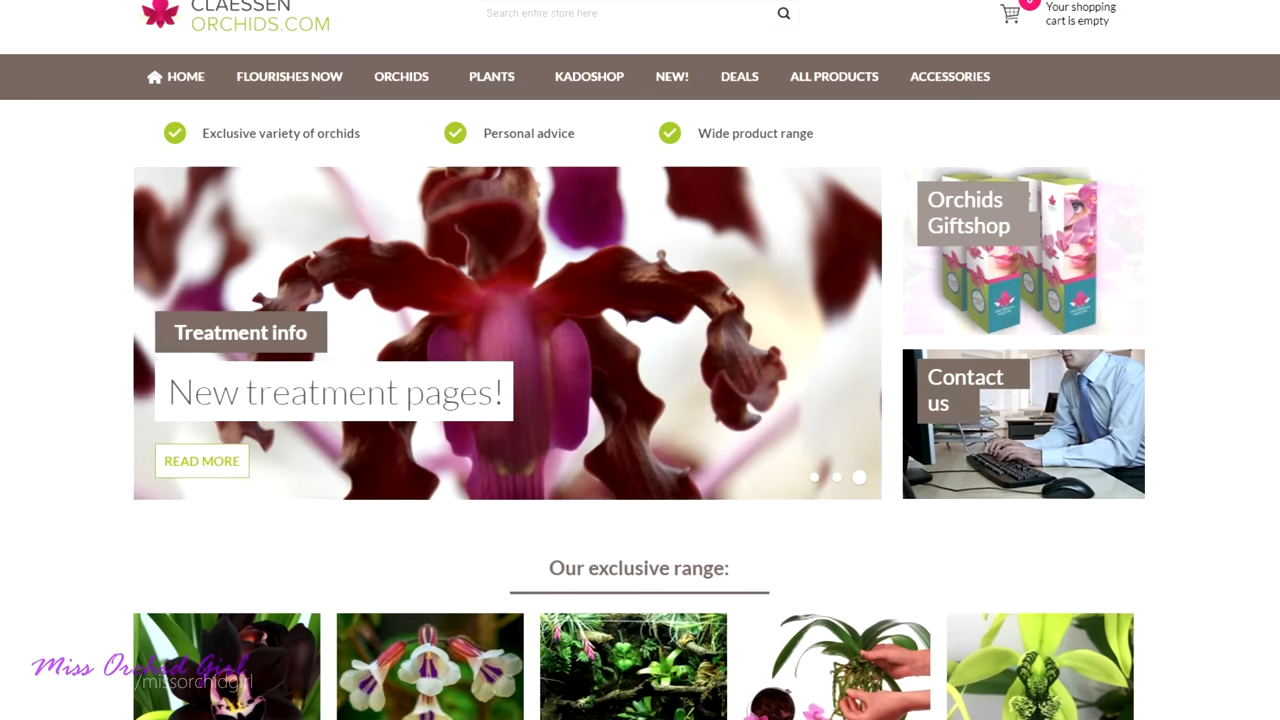 CLAESSEN
ORCHIDS.COM
Search entire store here
Your shopping
cart is empty
HOME FLOURISHES NOW ORCHIDS PLANTS KADOSHOP NEW! DEALS ALL PRODUCTS ACCESSORIES
Exclusive variety of orchids Personal advice Wide product range
Treatment info
New treatment pages!
READ MORE
Orchids
Giftshop
Contact
us
Our exclusive range:
Miss Orchid Girl
/missorchidgirl